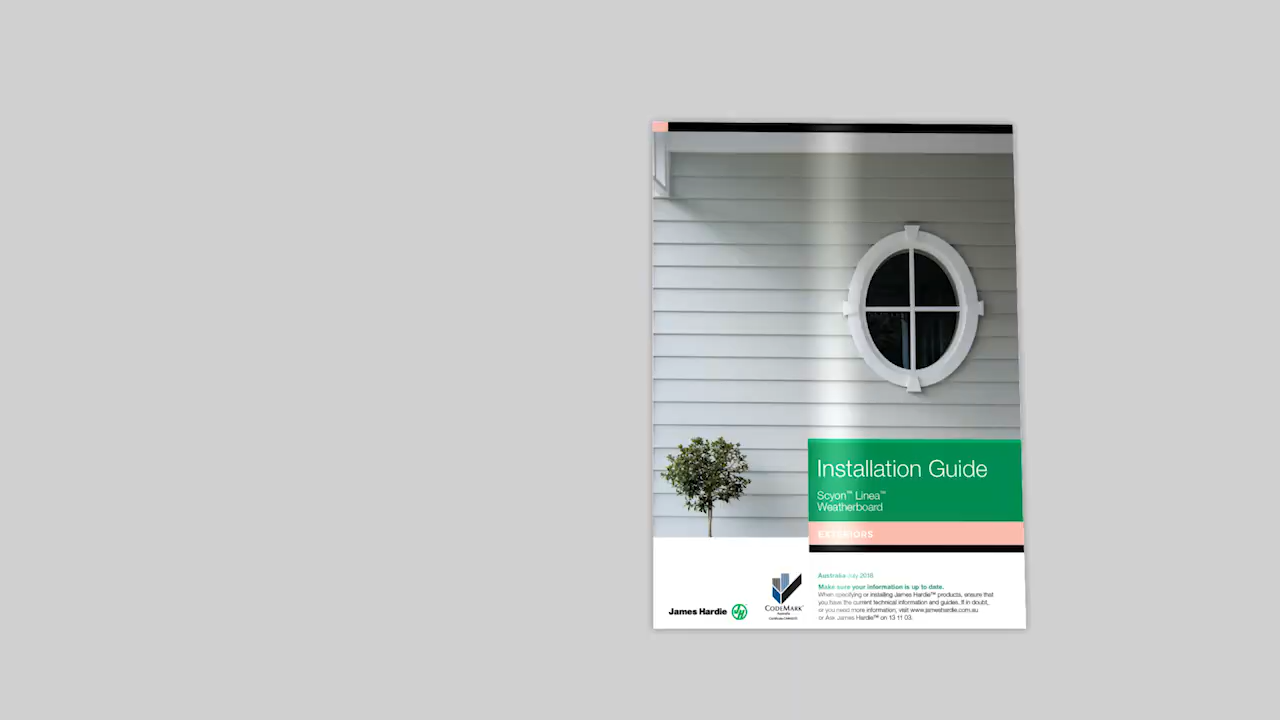 Installation Guide
Scyon™ Linea™
Weatherboard
EXTERIORS
Australia July 2018
Make sure your information is up to date.
When specifying or installing James Hardie™ products, ensure that
you have the current technical information and guides. If in doubt,
or you need more information, visit www.jameshardie.com.au
or Ask James Hardie™ on 13 11 03.
James Hardie
CODEMARK
Australia